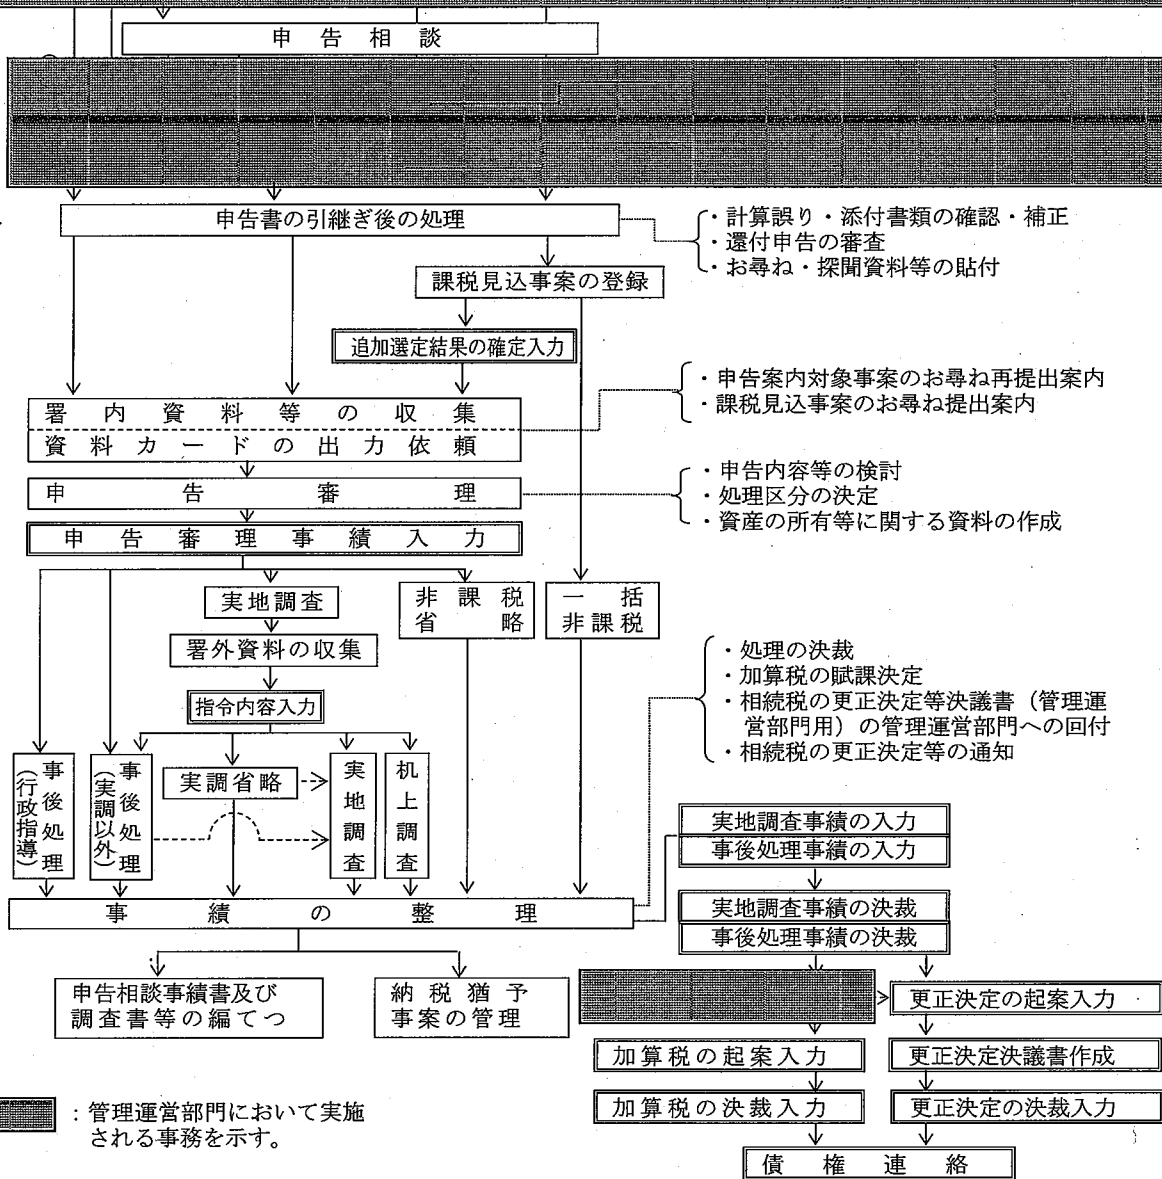 申告相談
申告書の引継ぎ後の処理
・計算誤り・添付書類の確認・補正
・還付申告の審査
・お尋ね・探聞資料等の貼付
課税見込事案の登録
追加選定結果の確定入力
・申告案内対象事案のお尋ね再提出案内
・課税見込事案のお尋ね提出案内
署内資料等の収集
資料カードの出力依頼
申告審理
・申告内容等の検討
・処理区分の決定
・資産の所有等に関する資料の作成
申告審理事績入力
実地調査
非課税
省略
一括
非課税
署外資料の収集
指令内容入力
・処理の決裁
・加算税の賦課決定
・相続税の更正決定等決議書（管理運
営部門用）の管理運営部門への回付
・相続税の更正決定等の通知
事後処理
（行政指導）
事後処理
（実調以外）
実調省略
実地調査
机上調査
実地調査事績の入力
事後処理事績の入力
事績の整理
実地調査事績の決裁
事後処理事績の決裁
申告相談事績書及び
調査書等の編てつ
納税猶予
事案の管理
更正決定の起案入力
加算税の起案入力
更正決定決議書作成
加算税の決裁入力
更正決定の決裁入力
債権連絡
：管理運営部門において実施
される事務を示す。